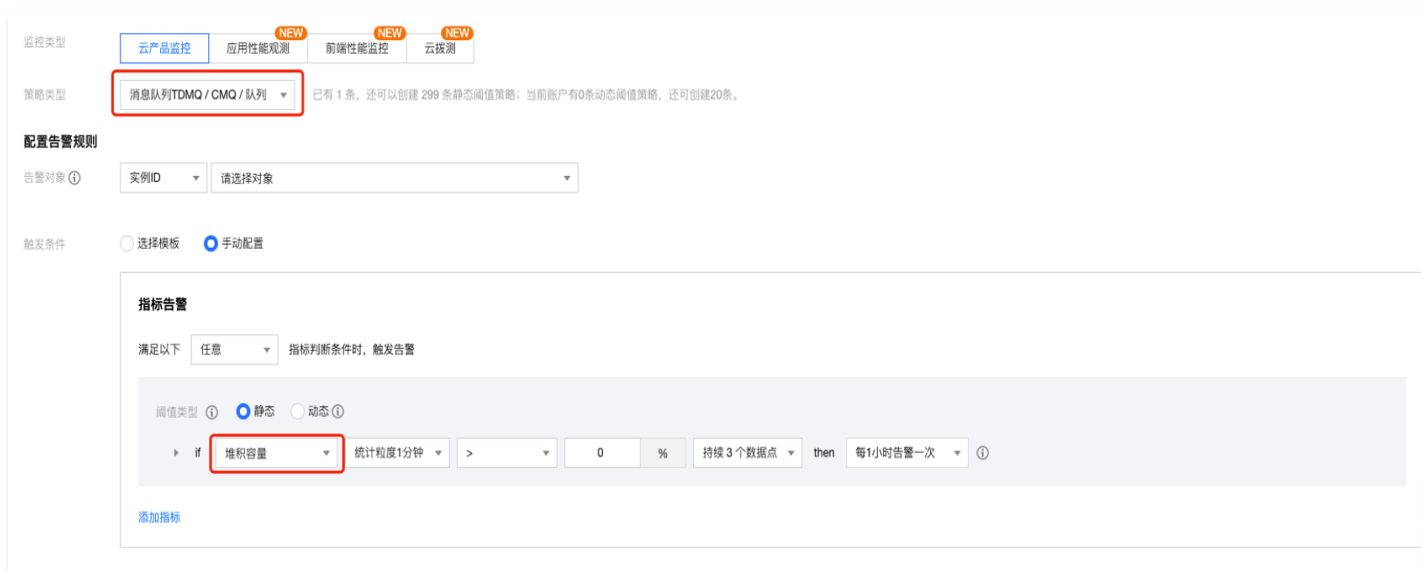 监控类型 云产品监控 应用性能观测 NEW 前端性能监控 NEW 云拨测 NEW
策略类型 消息队列TDMQ / CMQ / 队列 已有 1 条，还可以创建 299 条静态阈值策略；当前账户有0条动态阈值策略，还可创建20条。
配置告警规则
告警对象 实例ID 请选择对象
触发条件 选择模板 手动配置
指标告警
满足以下 任意 指标判断条件时，触发告警
阈值类型 静态 动态
if 堆积容量 统计粒度1分钟 > 0 % 持续 3 个数据点 then 每1小时告警一次
添加指标